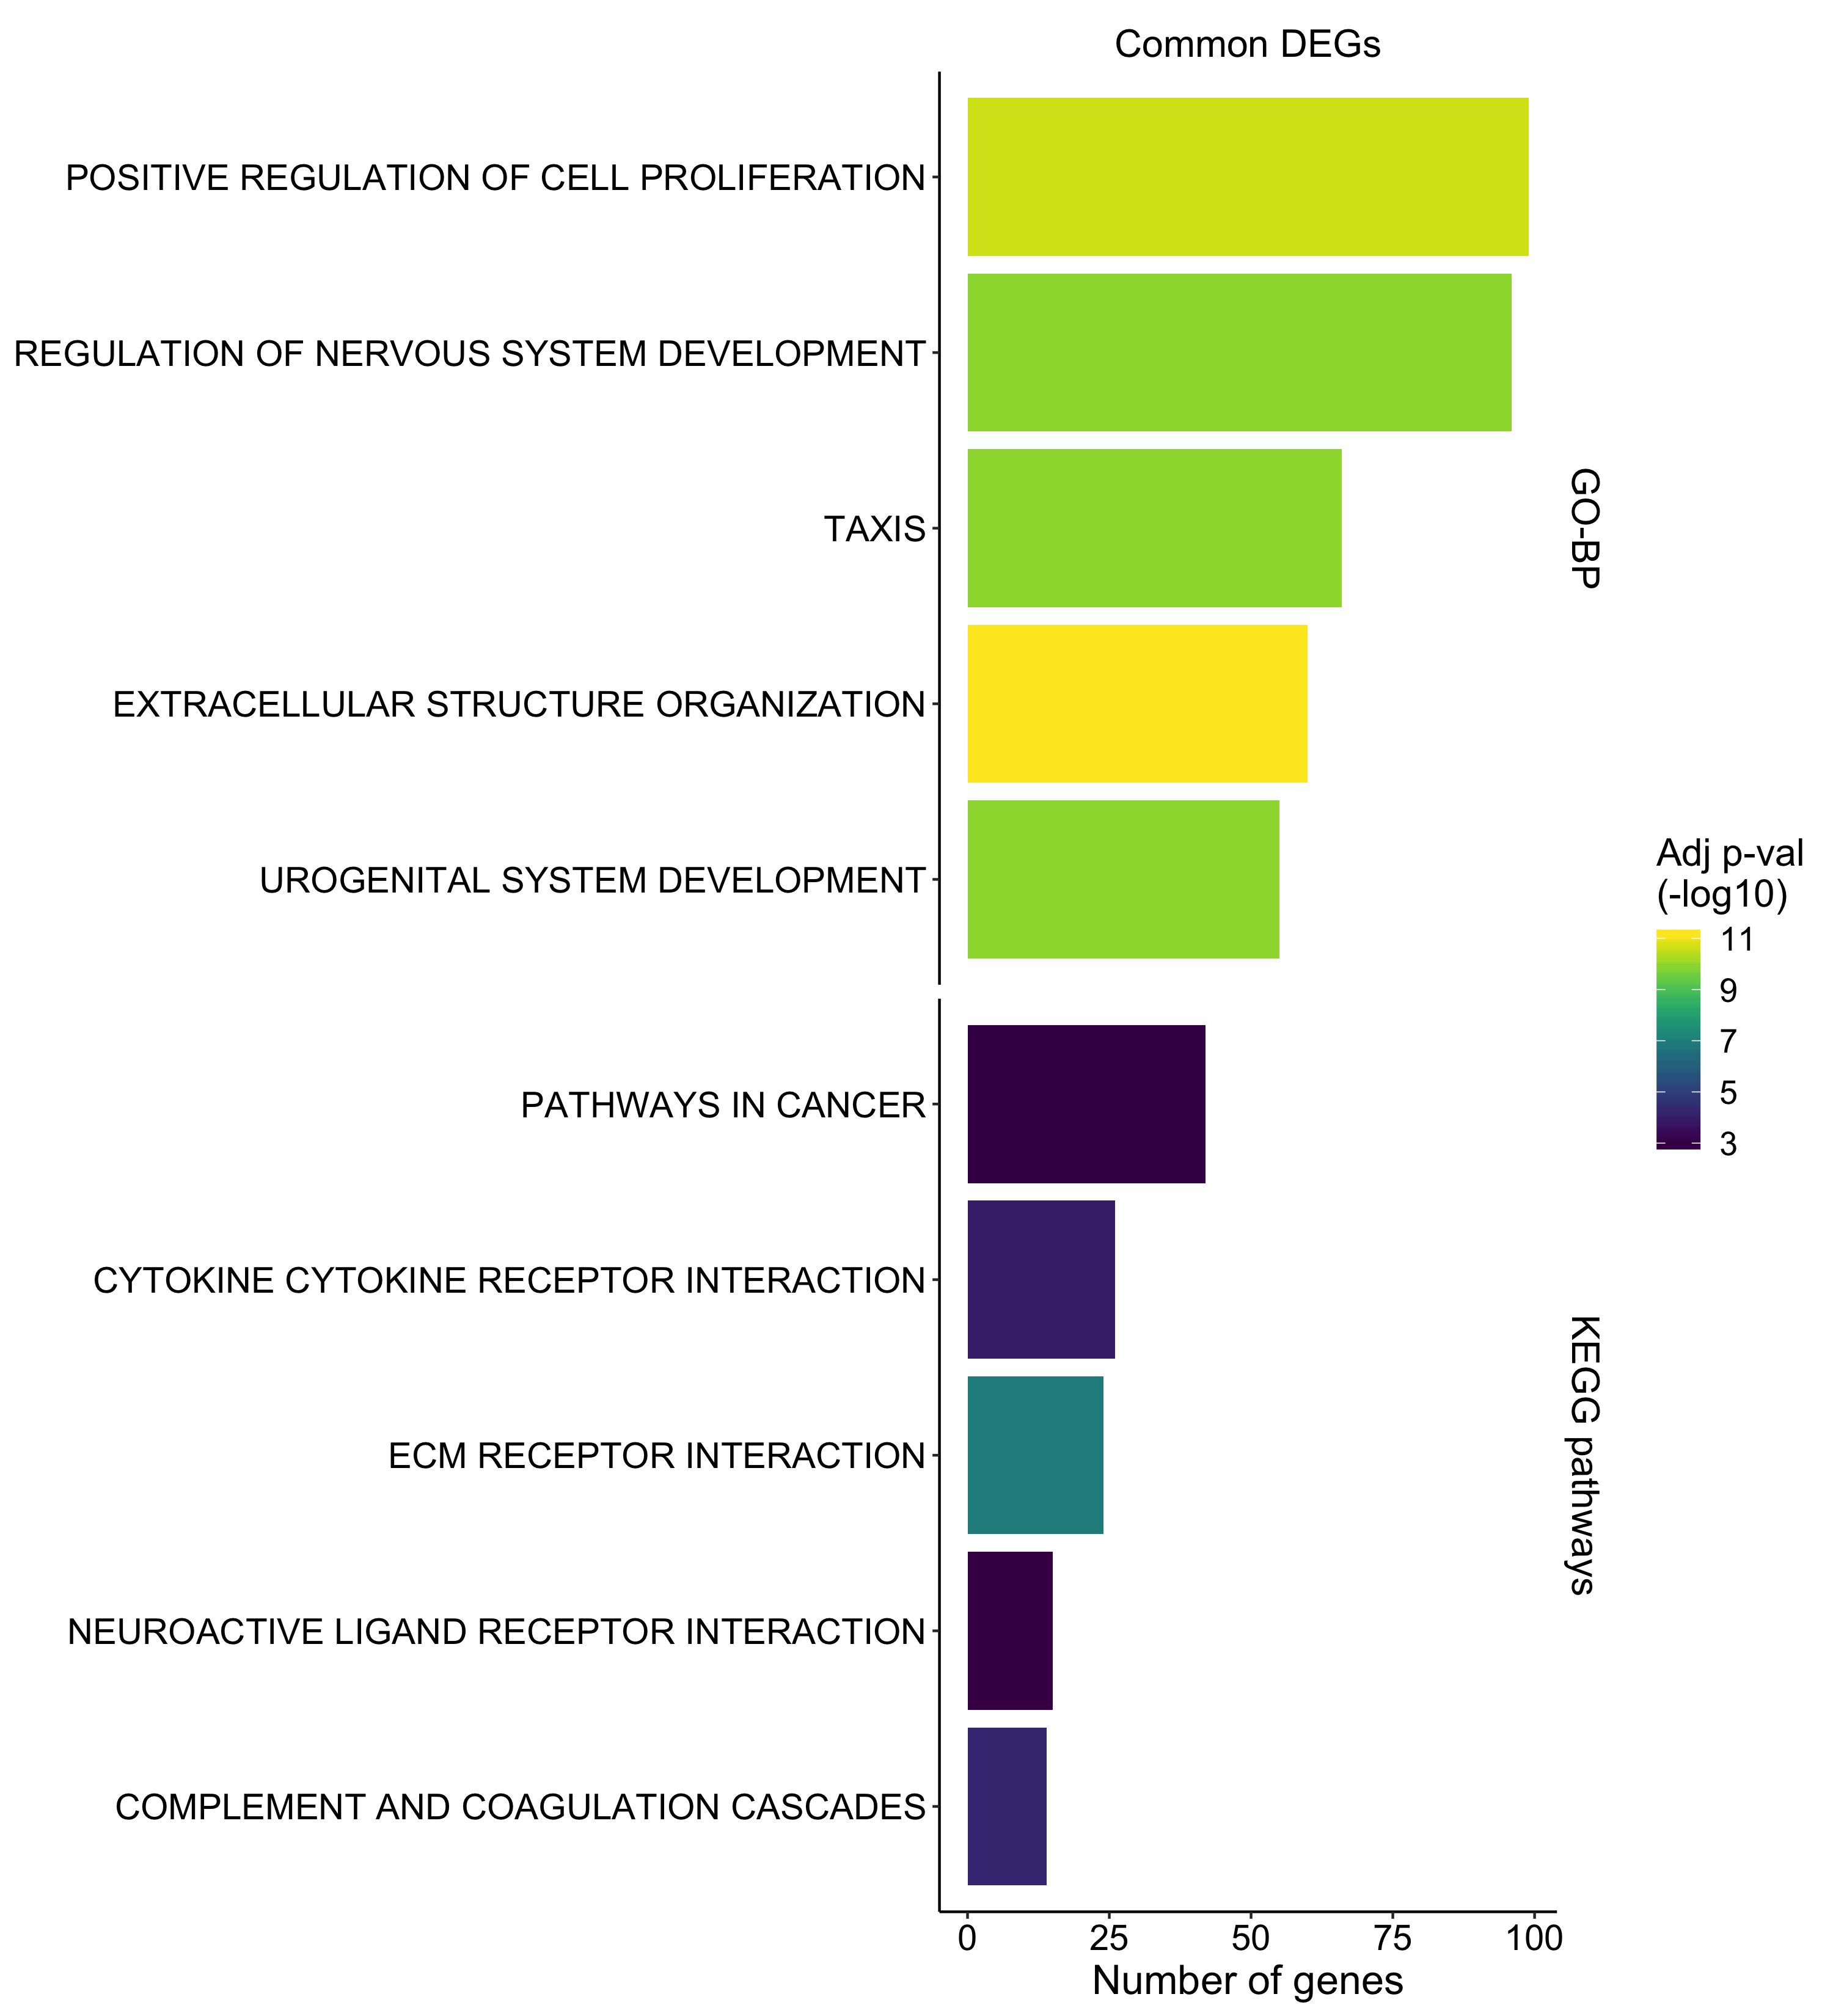 Common DEGs
POSITIVE REGULATION OF CELL PROLIFERATION
REGULATION OF NERVOUS SYSTEM DEVELOPMENT
TAXIS
EXTRACELLULAR STRUCTURE ORGANIZATION
UROGENITAL SYSTEM DEVELOPMENT
GO-BP
PATHWAYS IN CANCER
CYTOKINE CYTOKINE RECEPTOR INTERACTION
ECM RECEPTOR INTERACTION
NEUROACTIVE LIGAND RECEPTOR INTERACTION
COMPLEMENT AND COAGULATION CASCADES
KEGG pathways
0 25 50 75 100
Number of genes
Adj p-val
(-log10)
11
9
7
5
3